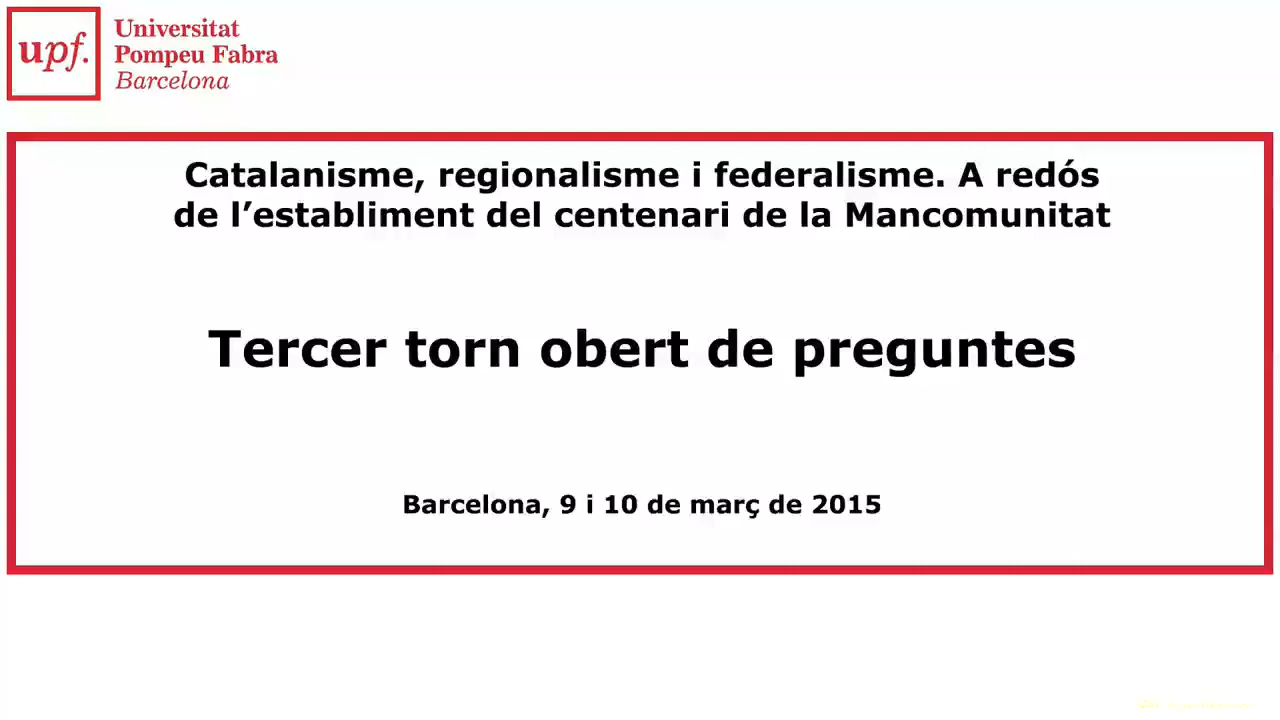 upf.
Universitat
Pompeu Fabra
Barcelona
Catalanisme, regionalisme i federalisme. A redós
de l’establiment del centenari de la Mancomunitat
Tercer torn obert de preguntes
Barcelona, 9 i 10 de març de 2015